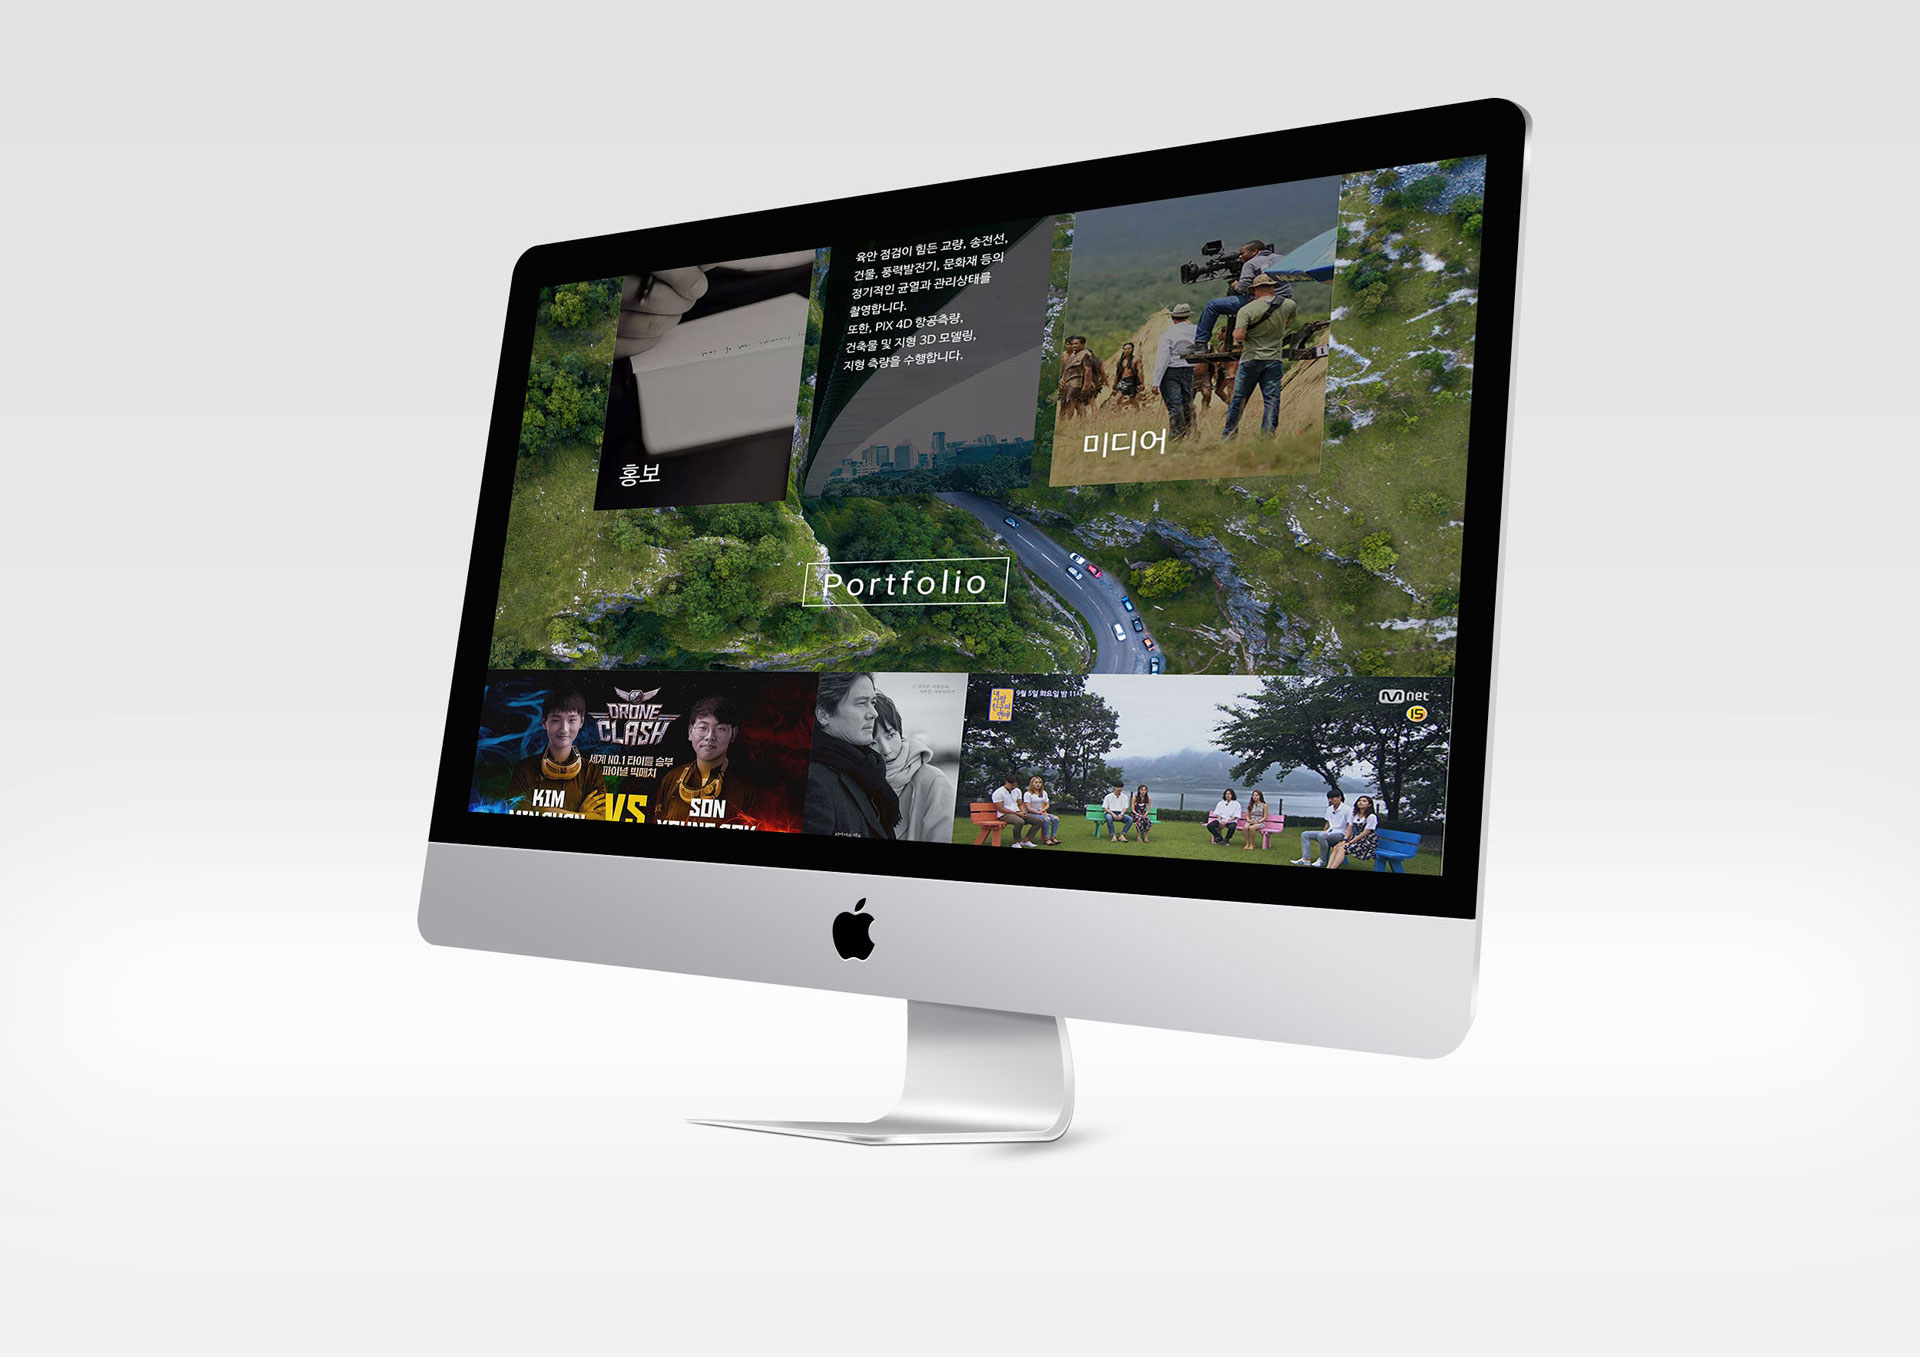 육안 점검이 힘든 교량, 송전선,
건물, 풍력발전기, 문화재 등의
정기적인 균열과 관리상태를
촬영합니다.
또한, PIX 4D 항공측량,
건축물 및 지형 3D 모델링,
지형 측량을 수행합니다.
홍보
미디어
Portfolio
DRONE
CLASH
세계 NO.1 타이틀 승부
파이널 빅매치
KIM
VS
SON
9월 5일 화요일 밤 11시
Mnet
15